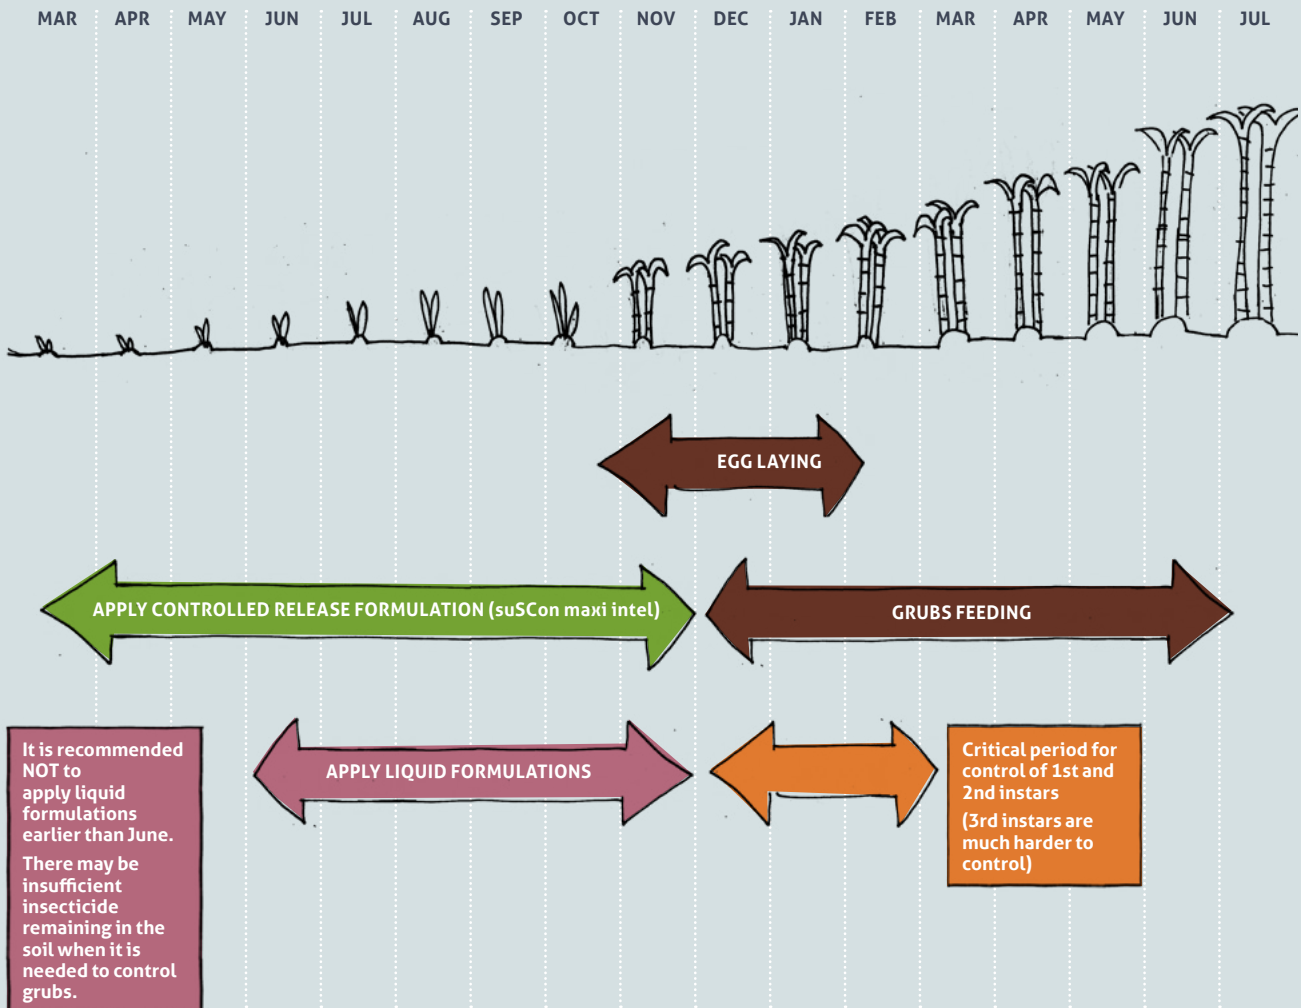 MAR APR MAY JUN JUL AUG SEP OCT NOV DEC JAN FEB MAR APR MAY JUN JUL
EGG LAYING
APPLY CONTROLLED RELEASE FORMULATION (suSCon maxi intel)
GRUBS FEEDING
It is recommended
NOT to
apply liquid
formulations
earlier than June.
There may be
insufficient
insecticide
remaining in the
soil when it is
needed to control
grubs.
APPLY LIQUID FORMULATIONS
Critical period for
control of 1st and
2nd instars
(3rd instars are
much harder to
control)